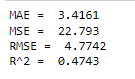 MAE = 3.4161
MSE = 22.793
RMSE = 4.7742
R^2 = 0.4743